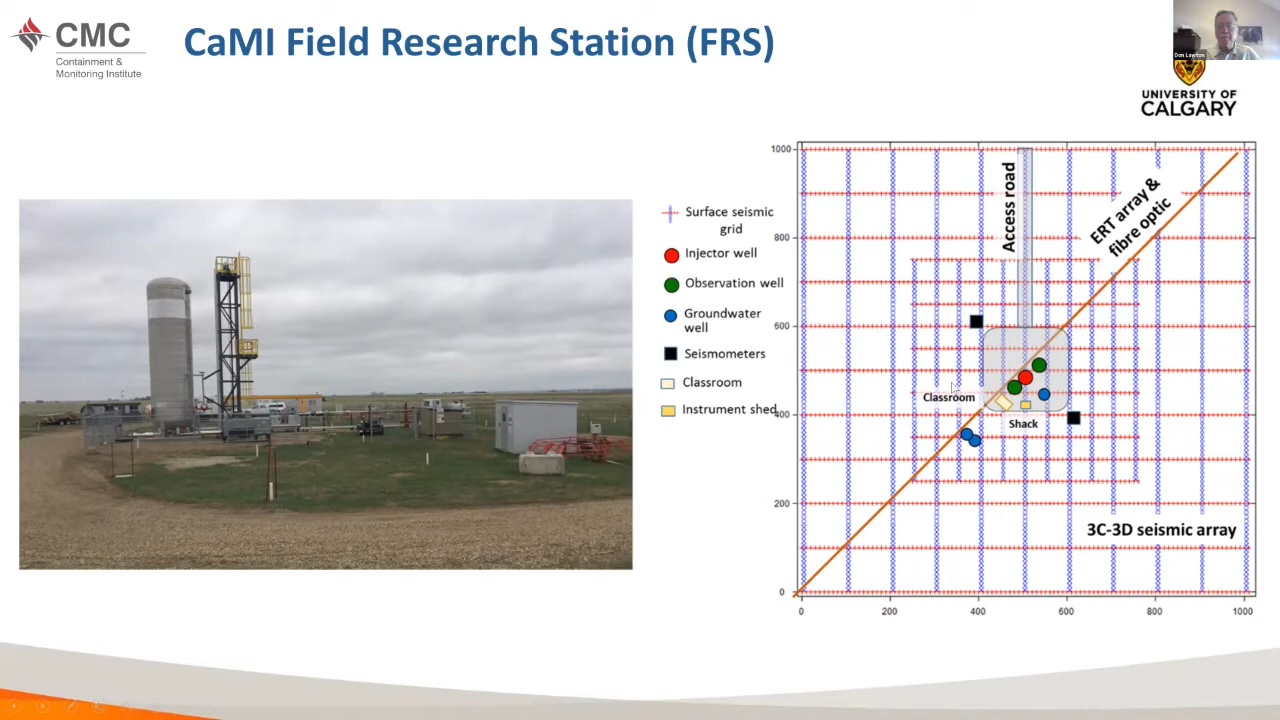 CMC
Containment &
Monitoring Institute
CaMI Field Research Station (FRS)
Don Lawton
UNIVERSITY OF
CALGARY
Surface seismic
grid
Injector well
Observation well
Groundwater
well
Seismometers
Classroom
Instrument shed
1000
800
600
400
200
0
0
200
400
600
800
1000
Access road
ERT array &
fibre optic
Classroom
Shack
3C-3D seismic array